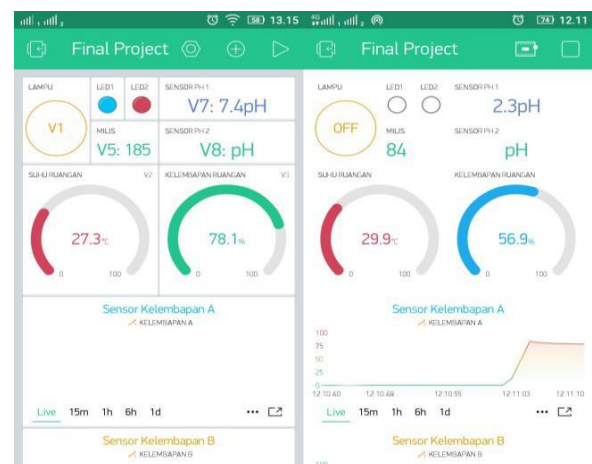 58 13.15
Final Project
LAMPU
LED1
LED2
SENSOR PH 1
V7: 7.4pH
V1
MILIS
SENSOR PH 2
V5: 185
V8: pH
SUHU RUANGAN
V2
KELEMBAPAN RUANGAN
V3
27.3°C
78.1%
0
100
0
100
Sensor Kelembapan A
KELEMBAPAN A
Live 15m 1h 6h 1d
Sensor Kelembapan B
KELEMBAPAN B
4G
74 12.11
Final Project
LAMPU
LED1
LED2
SENSOR PH 1
2.3pH
OFF
MILIS
SENSOR PH 2
84
pH
SUHU RUANGAN
KELEMBAPAN RUANGAN
29.9°C
56.9%
0
100
0
100
Sensor Kelembapan A
KELEMBAPAN A
100
75
50
25
0
12:10:40 12:10:48 12:10:55 12:11:03 12:11:10
Live 15m 1h 6h 1d
Sensor Kelembapan B
KELEMBAPAN B
100